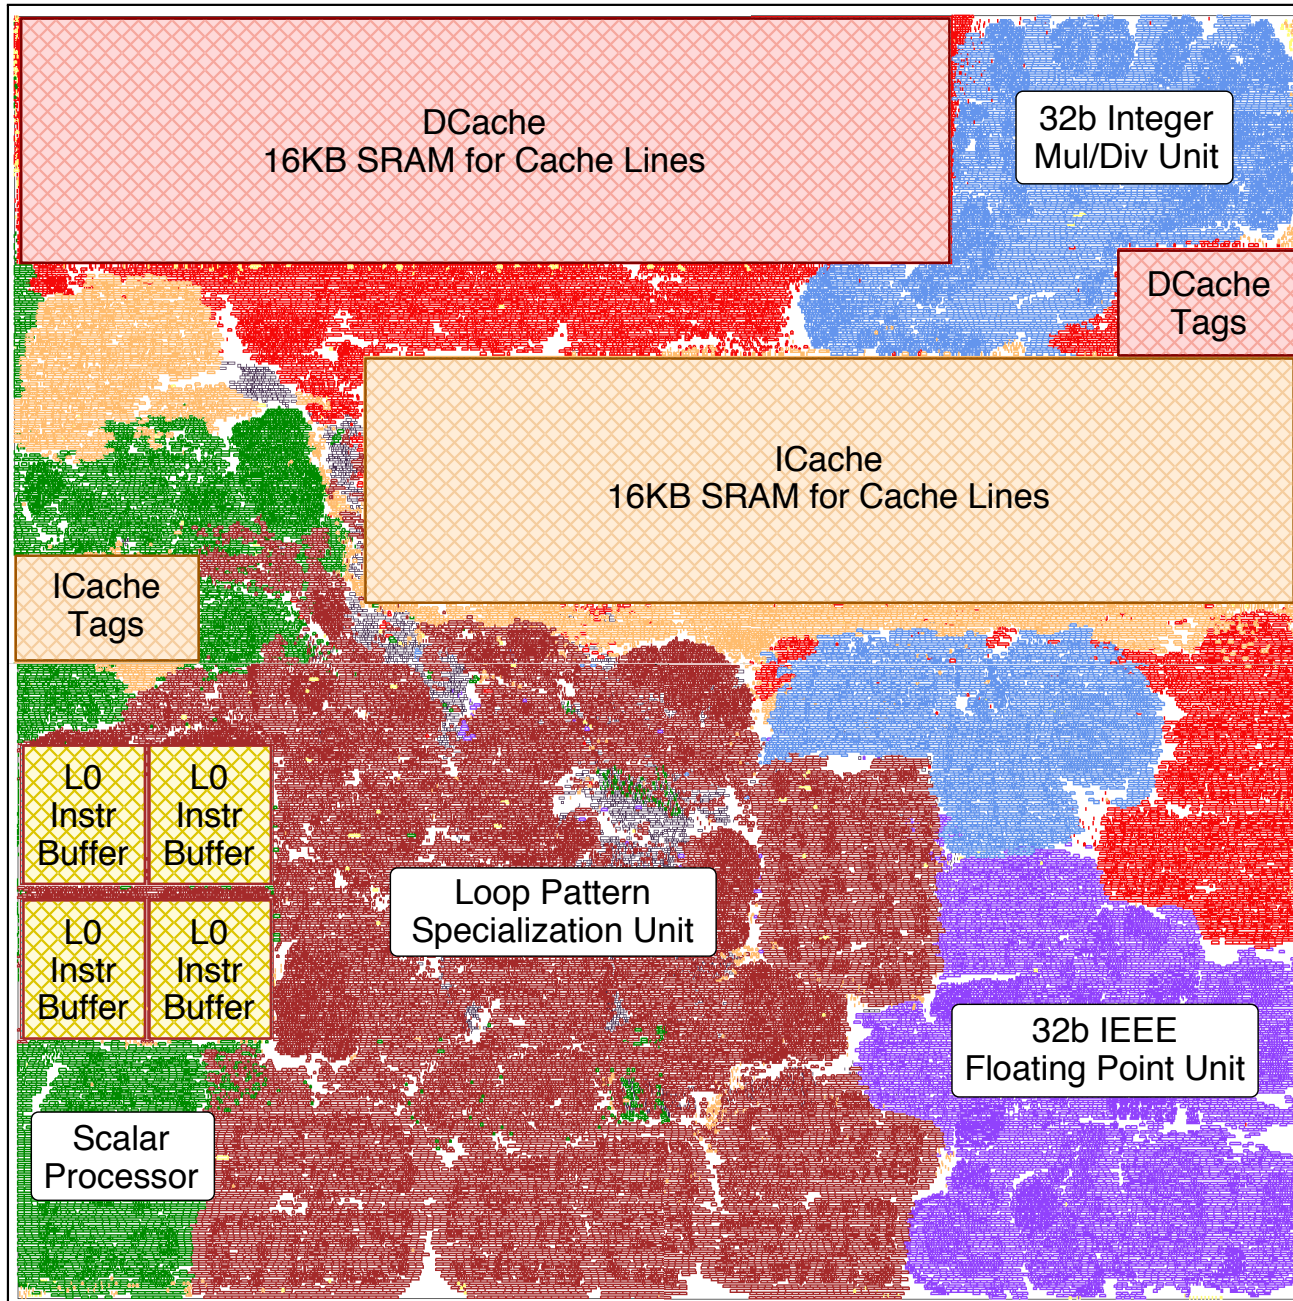 DCache
16KB SRAM for Cache Lines
32b Integer
Mul/Div Unit
DCache
Tags
ICache
16KB SRAM for Cache Lines
ICache
Tags
L0
Instr
Buffer
L0
Instr
Buffer
Loop Pattern
Specialization Unit
L0
Instr
Buffer
L0
Instr
Buffer
32b IEEE
Floating Point Unit
Scalar
Processor